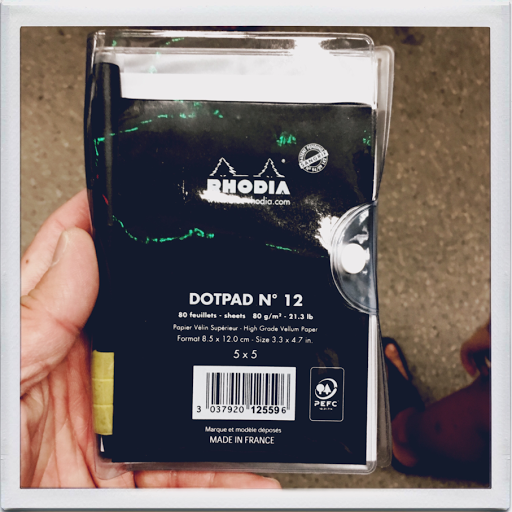 RHODIA
DOTPAD N° 12
80 feuillets - sheets 80 g/m² - 21.3 lb
Papier Vélin Supérieur - High Grade Vellum Paper
Format 8.5 x 12.0 cm - Size 3.3 x 4.7 in.
5 x 5
3 037920 125596
PEFC
Marque et modèle déposés
MADE IN FRANCE